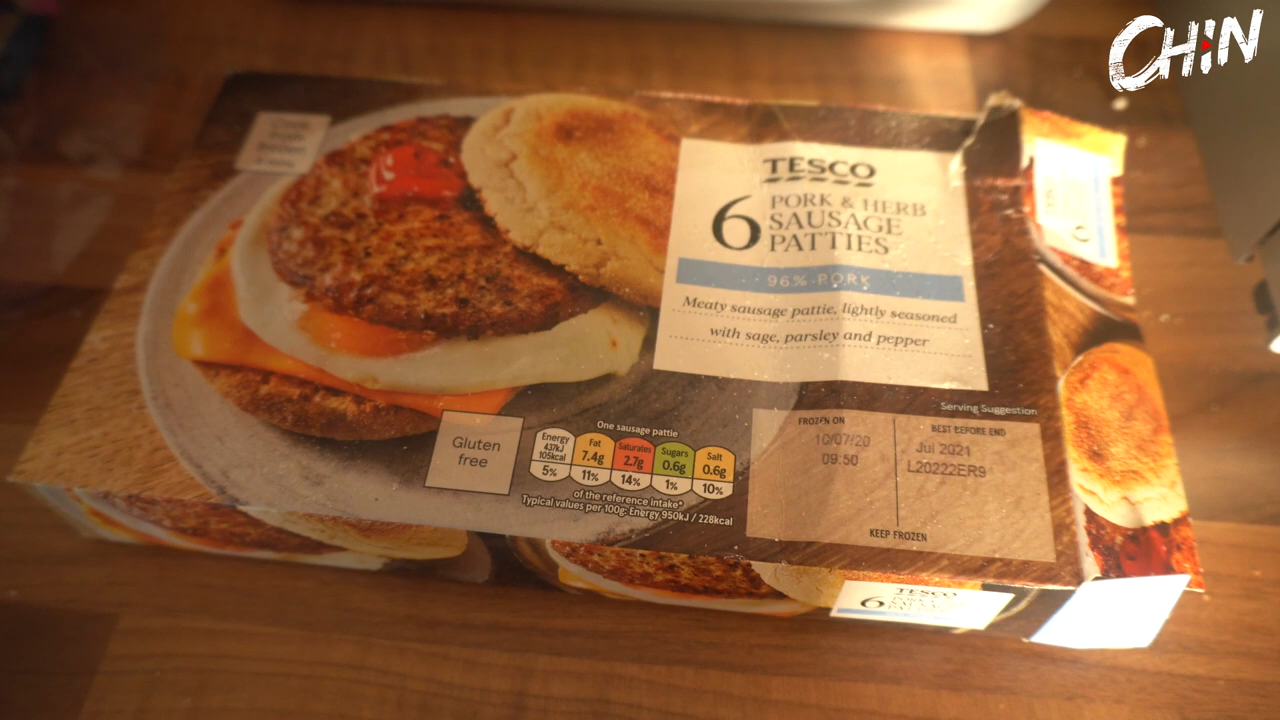 CHiN
TESCO
6 PORK & HERB
SAUSAGE
PATTIES
96% PORK
Meaty sausage pattie, lightly seasoned
with sage, parsley and pepper
Serving Suggestion
Gluten
free
One sausage pattie
Energy
437kJ
105kcal
5%
Fat
7.4g
11%
Saturates
2.7g
14%
Sugars
0.6g
1%
Salt
0.6g
10%
of the reference intake*
Typical values per 100g: Energy 950kJ / 228kcal
FROZEN ON
10/07/20
09:50
BEST BEFORE END
Jul 2021
L20222ER9
KEEP FROZEN
TESCO
6 PORK &